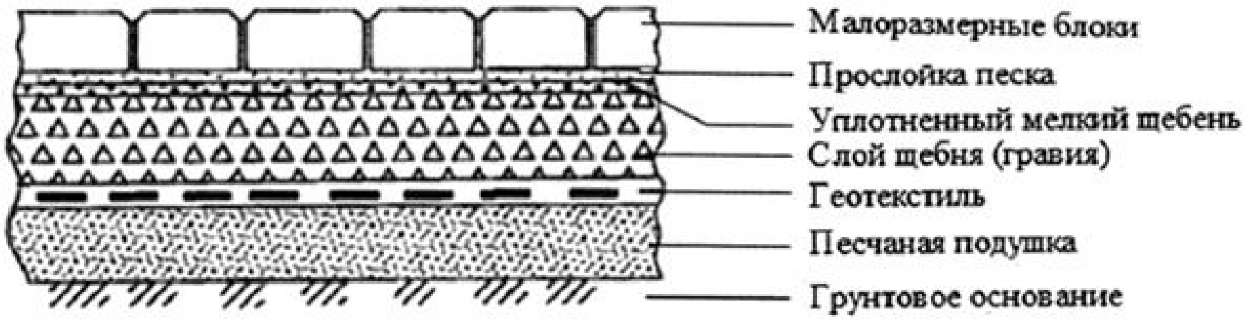 Малоразмерные блоки
Прослойка песка
Уплотненный мелкий щебень
Слой щебня (гравия)
Геотекстиль
Песчаная подушка
Грунтовое основание